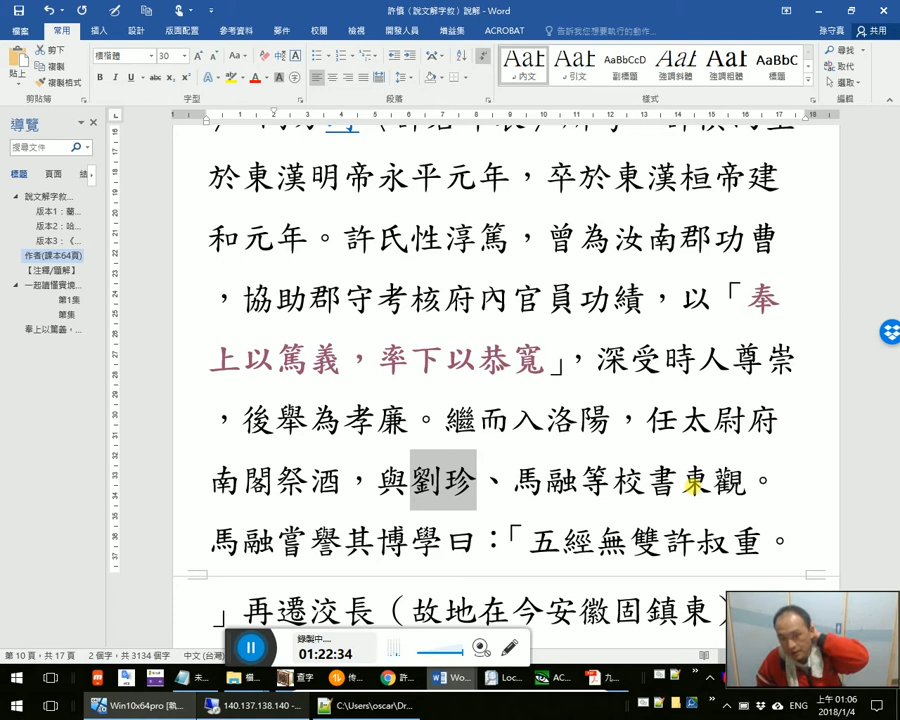 許慎〈說文解字敘〉說解 - Word
孫守真
共用
檔案
常用
插入
設計
版面配置
參考資料
郵件
校閱
檢視
開發人員
增益集
ACROBAT
告訴我您想要執行的動作...
貼上
剪下
複製
複製格式
標楷體
30
AaBbCcD
AaBbC
內文
引文
副標題
強調斜體
強調粗體
標題
尋找
取代
選取
剪貼簿
字型
段落
樣式
編輯
導覽
搜尋文件
標題
頁面
說文解字敘...
版本1：蘭...
版本2：哈...
版本3：《...
作者(課本64頁)
【注釋/題解】
一起讀懂實境...
第1集
第集
奉上以篤義，...
於東漢明帝永平元年，卒於東漢桓帝建
和元年。許氏性淳篤，曾為汝南郡功曹
，協助郡守考核府內官員功績，以「奉
上以篤義，率下以恭寬」，深受時人尊崇
，後舉為孝廉。繼而入洛陽，任太尉府
南閣祭酒，與劉珍、馬融等校書東觀。
馬融嘗譽其博學曰：「五經無雙許叔重。
」再遷洨長（故地在今安徽固鎮東）
錄製中....
01:22:34
第 10 頁，共 17 頁
2 個字，共 3134 個字
中文 (台灣)
未...
檔...
查字
傳...
許...
Wo...
Loc...
AC...
九...
Win10x64pro [執...
140.137.138.140 -...
C:\Users\oscar\Dr...
ENG
上午 01:06
2018/1/4